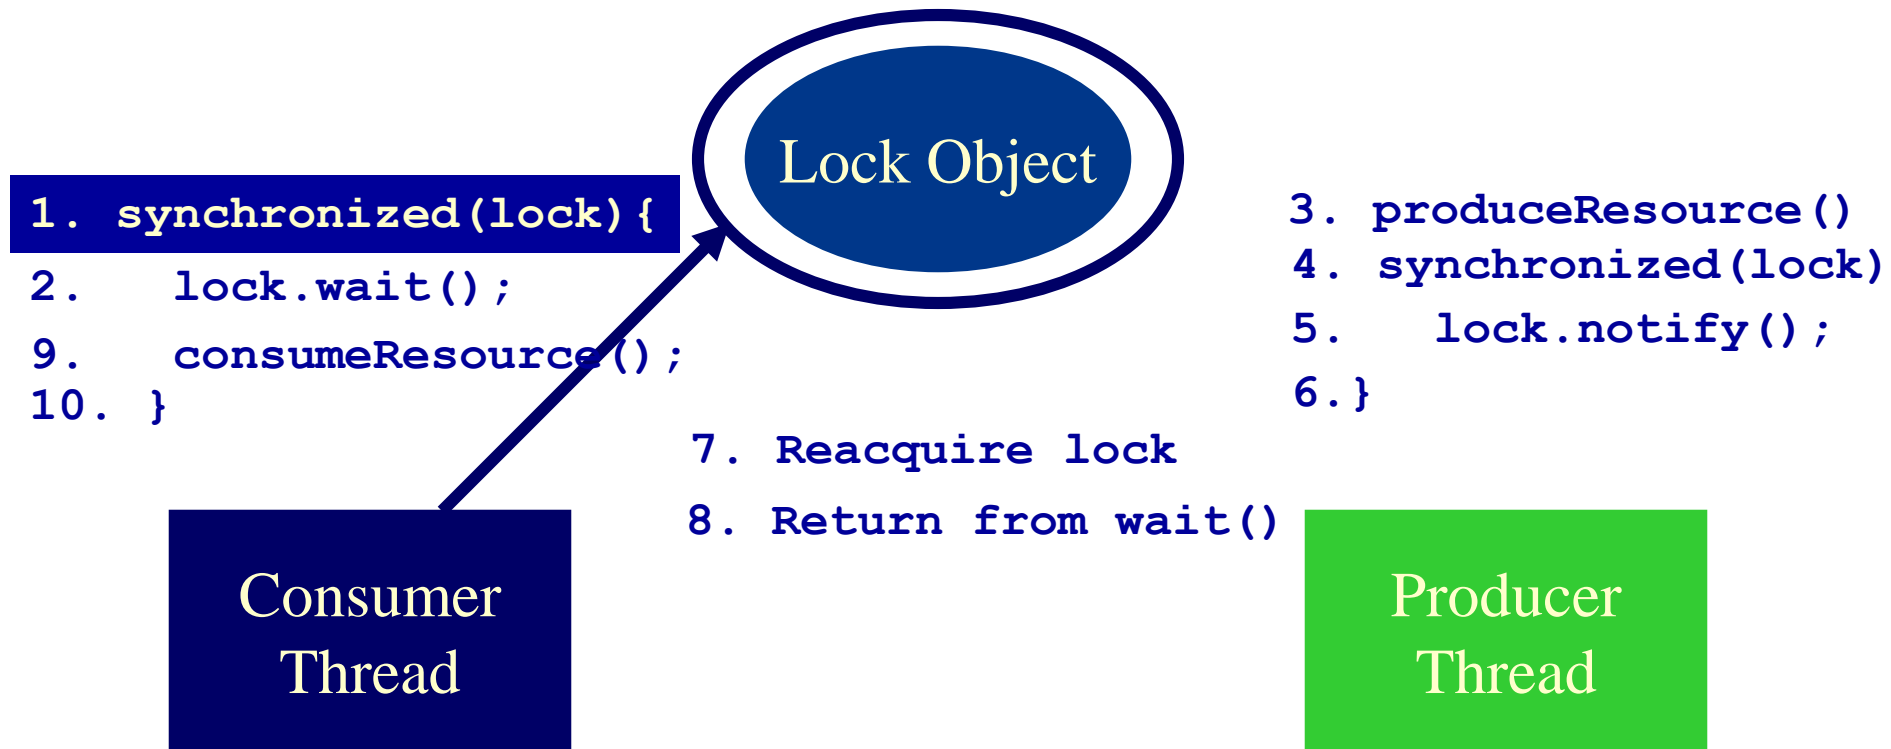 Lock Object
1. synchronized(lock){
2.   lock.wait();
9.   consumeResource();
10. }
3. produceResource()
4. synchronized(lock)
5.   lock.notify();
6.}
7. Reacquire lock
8. Return from wait()
Consumer
Thread
Producer
Thread